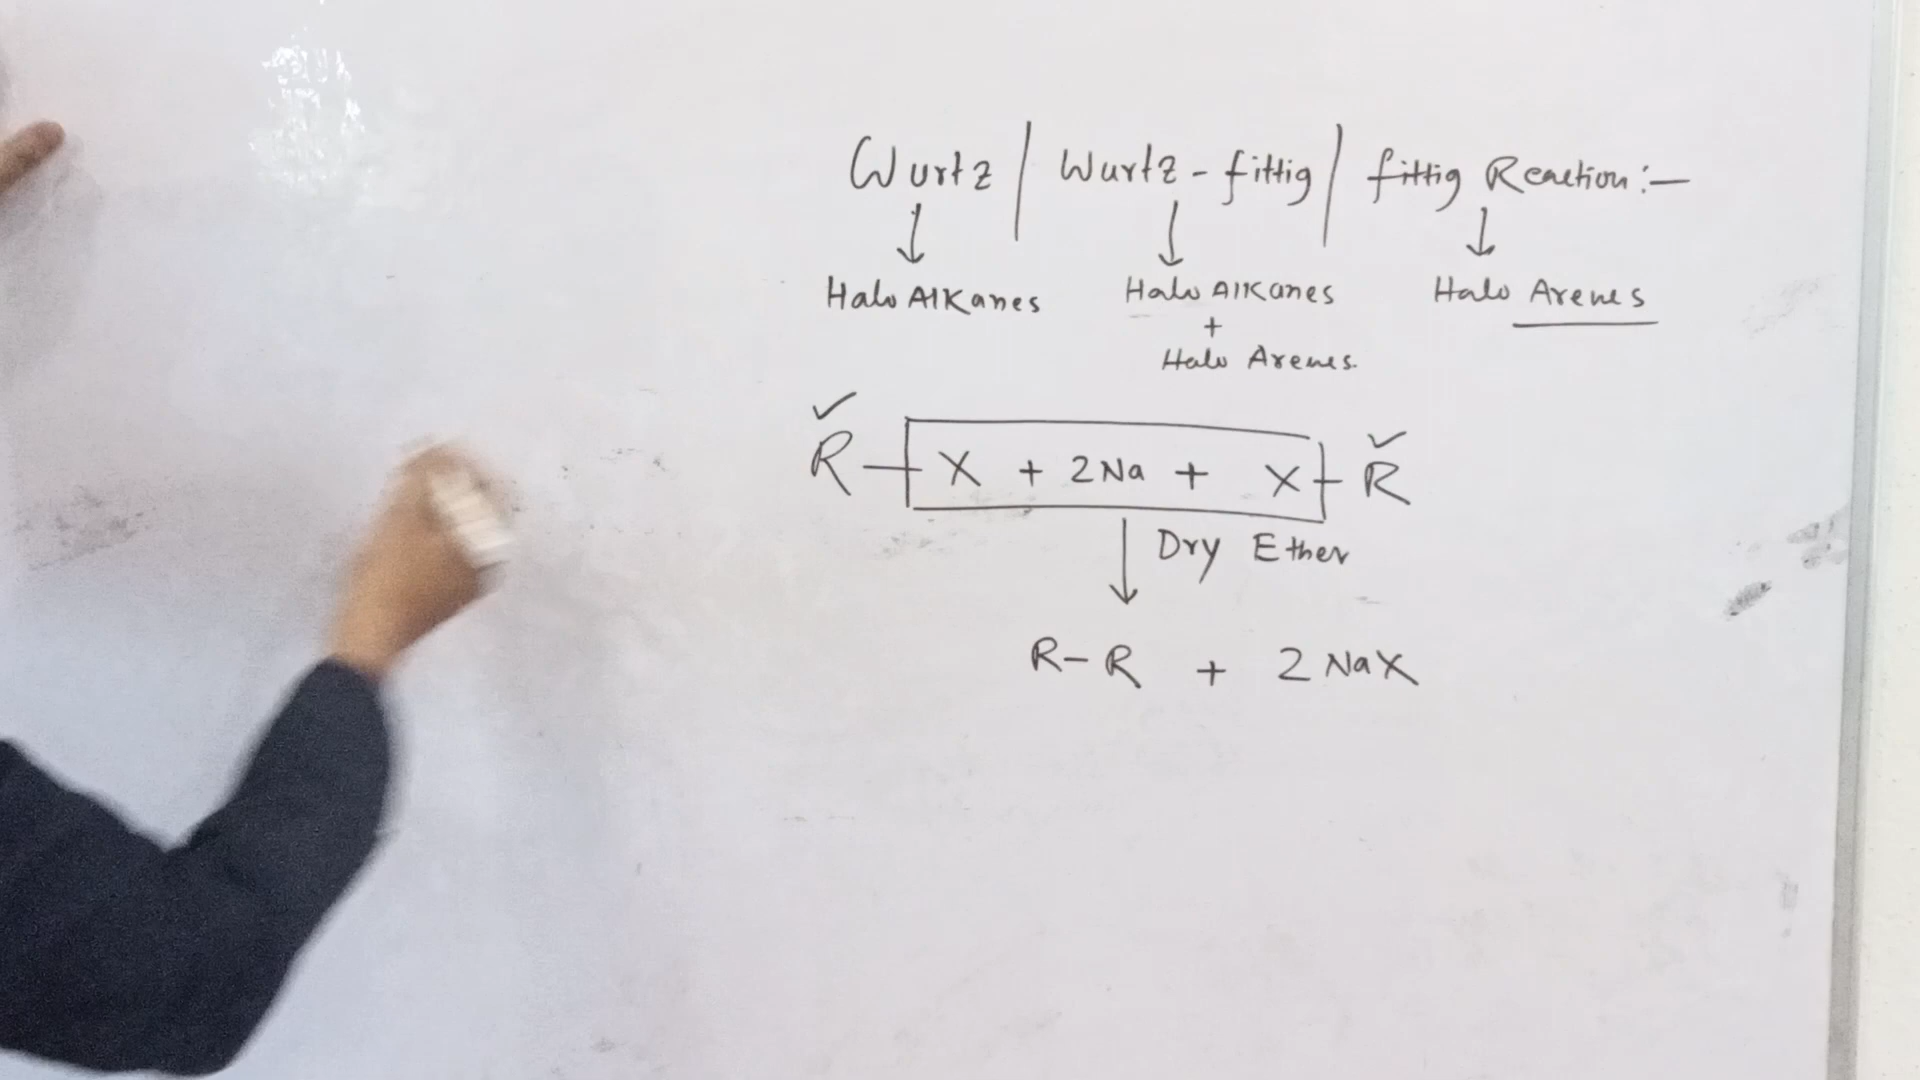 Wurtz / Wurtz-fittig / fittig Reaction:-
↓ ↓ ↓
Halo Alkanes Halo Alkanes Halo Arenes
+
Halo Arenes.
✓ ✓
R-X + 2Na + X-R
↓ Dry Ether
R-R + 2NaX